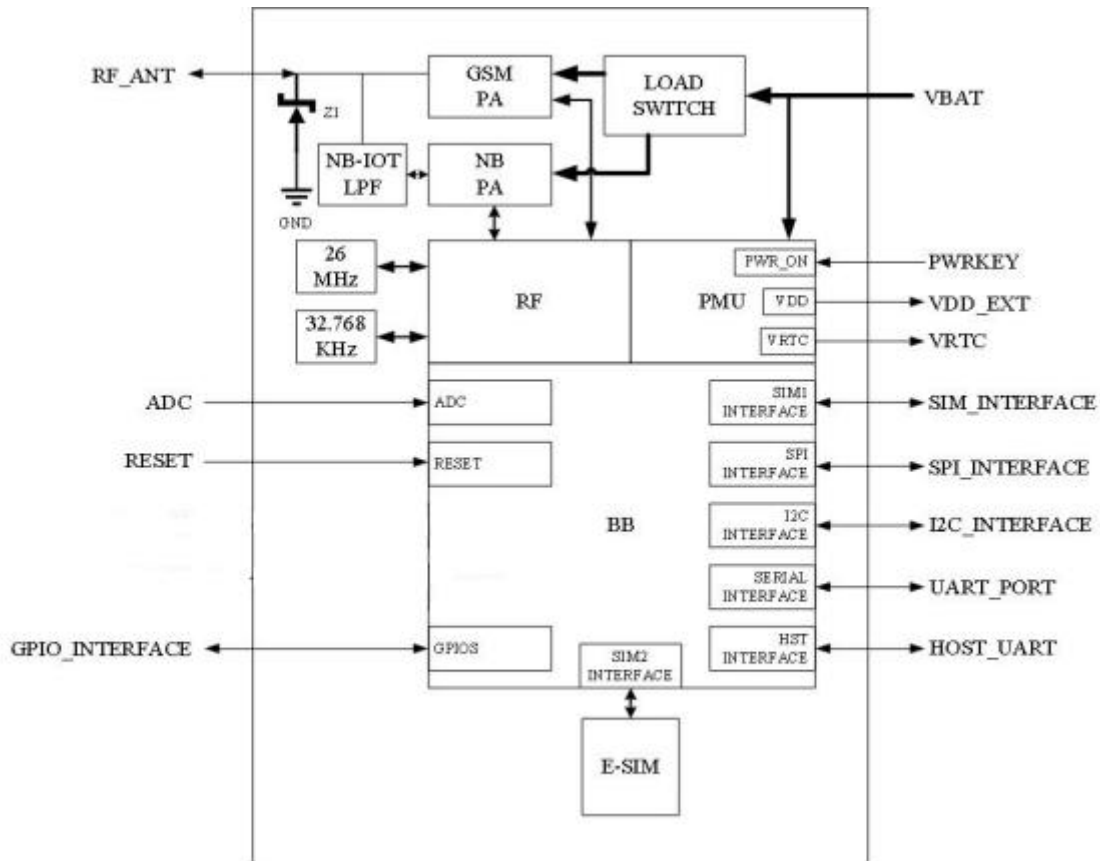 RF_ANT
GSM
PA
LOAD
SWITCH
VBAT
Z1
NB-IOT
LPF
NB
PA
GND
26
MHz
RF
PMU
PWR_ON
PWRKEY
VDD
VDD_EXT
32.768
KHz
VRTC
VRTC
ADC
ADC
SIM1
INTERFACE
SIM_INTERFACE
RESET
RESET
SPI
INTERFACE
SPI_INTERFACE
BB
I2C
INTERFACE
I2C_INTERFACE
SERIAL
INTERFACE
UART_PORT
GPIO_INTERFACE
GPIOS
SIM2
INTERFACE
HST
INTERFACE
HOST_UART
E-SIM